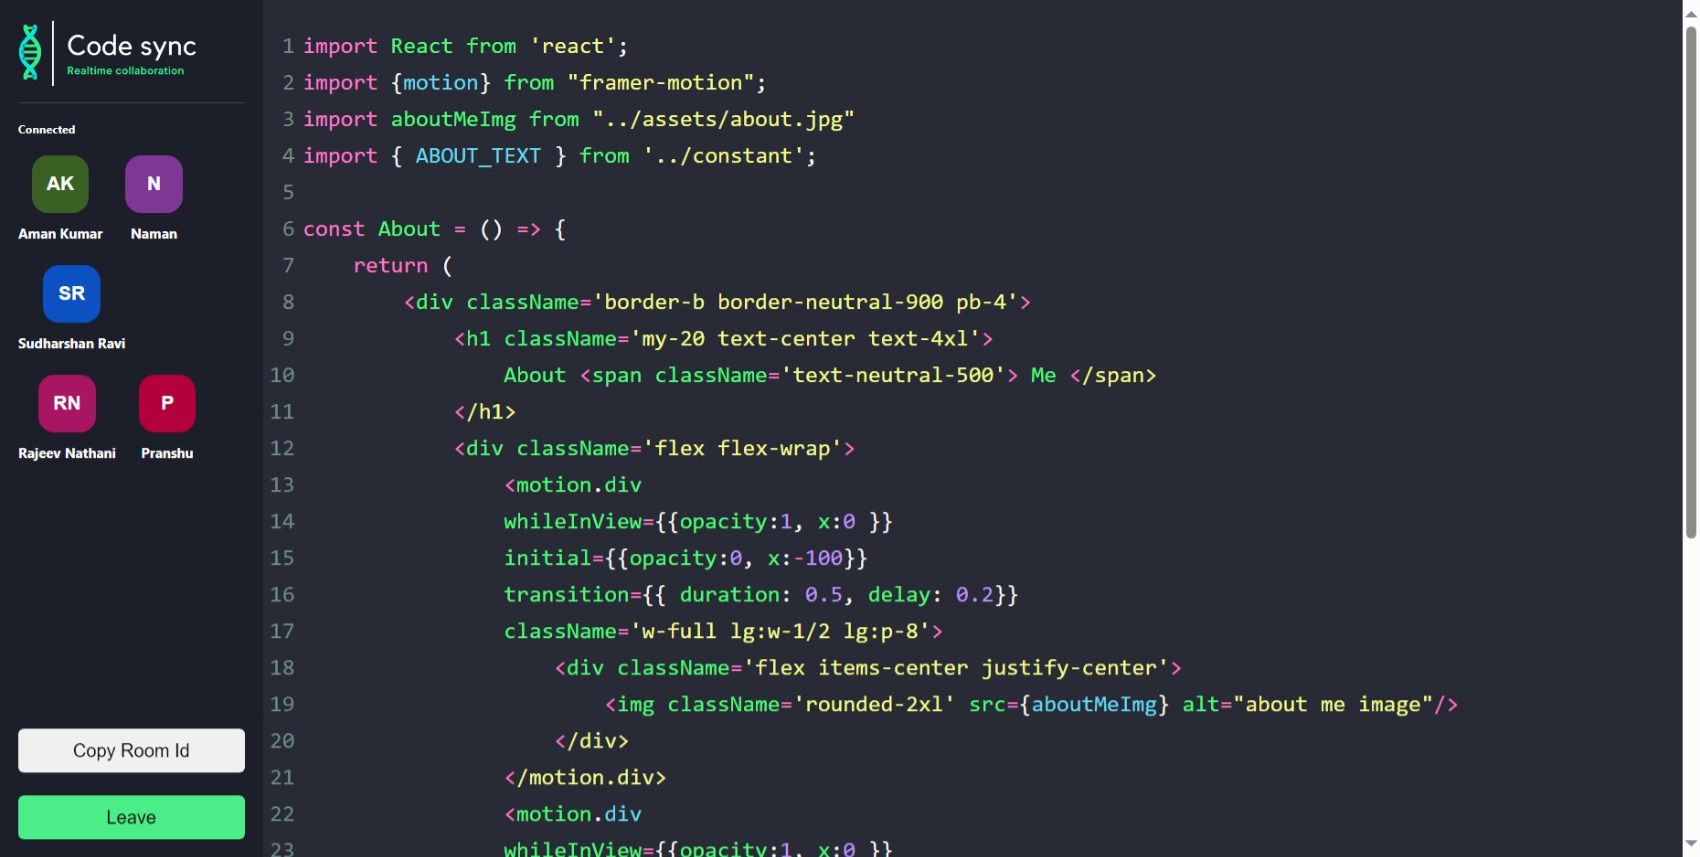 Code sync
Realtime collaboration
Connected
AK N
Aman Kumar Naman
SR
Sudharshan Ravi
RN P
Rajeev Nathani Pranshu
Copy Room Id
Leave
1 import React from 'react';
2 import {motion} from "framer-motion";
3 import aboutMeImg from "../assets/about.jpg"
4 import { ABOUT_TEXT } from '../constant';
5
6 const About = () => {
7     return (
8         <div className='border-b border-neutral-900 pb-4'>
9             <h1 className='my-20 text-center text-4xl'>
10                 About <span className='text-neutral-500'> Me </span>
11             </h1>
12             <div className='flex flex-wrap'>
13                 <motion.div
14                 whileInView={{opacity:1, x:0 }}
15                 initial={{opacity:0, x:-100}}
16                 transition={{ duration: 0.5, delay: 0.2}}
17                 className='w-full lg:w-1/2 lg:p-8'>
18                     <div className='flex items-center justify-center'>
19                         <img className='rounded-2xl' src={aboutMeImg} alt="about me image"/>
20                     </div>
21                 </motion.div>
22                 <motion.div
23                 whileInView={{opacity:1, x:0 }}